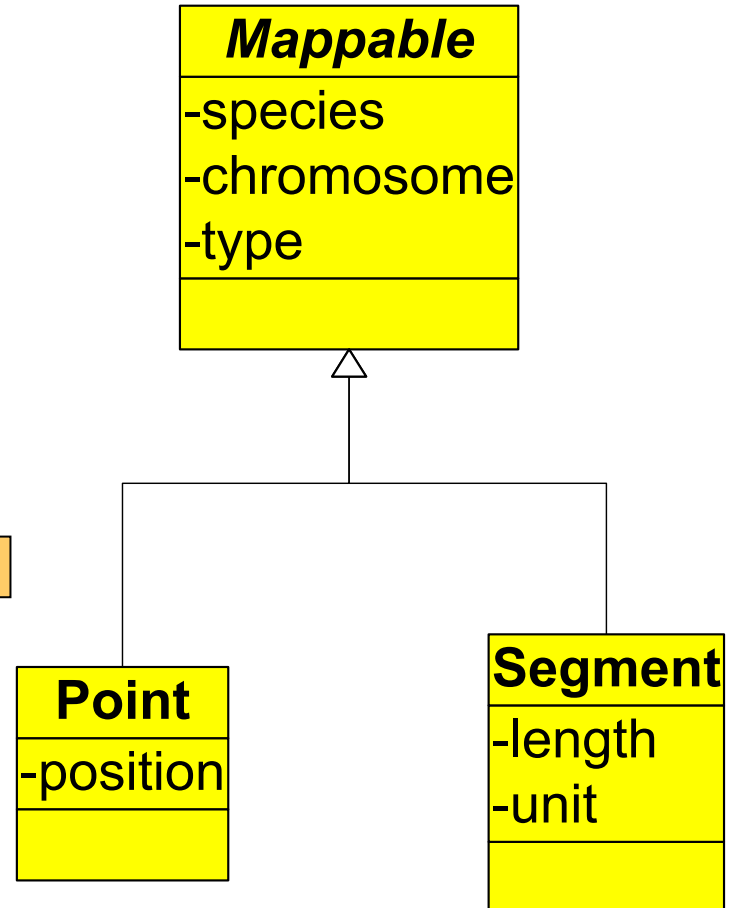 Mappable
-species
-chromosome
-type
Point
-position
Segment
-length
-unit